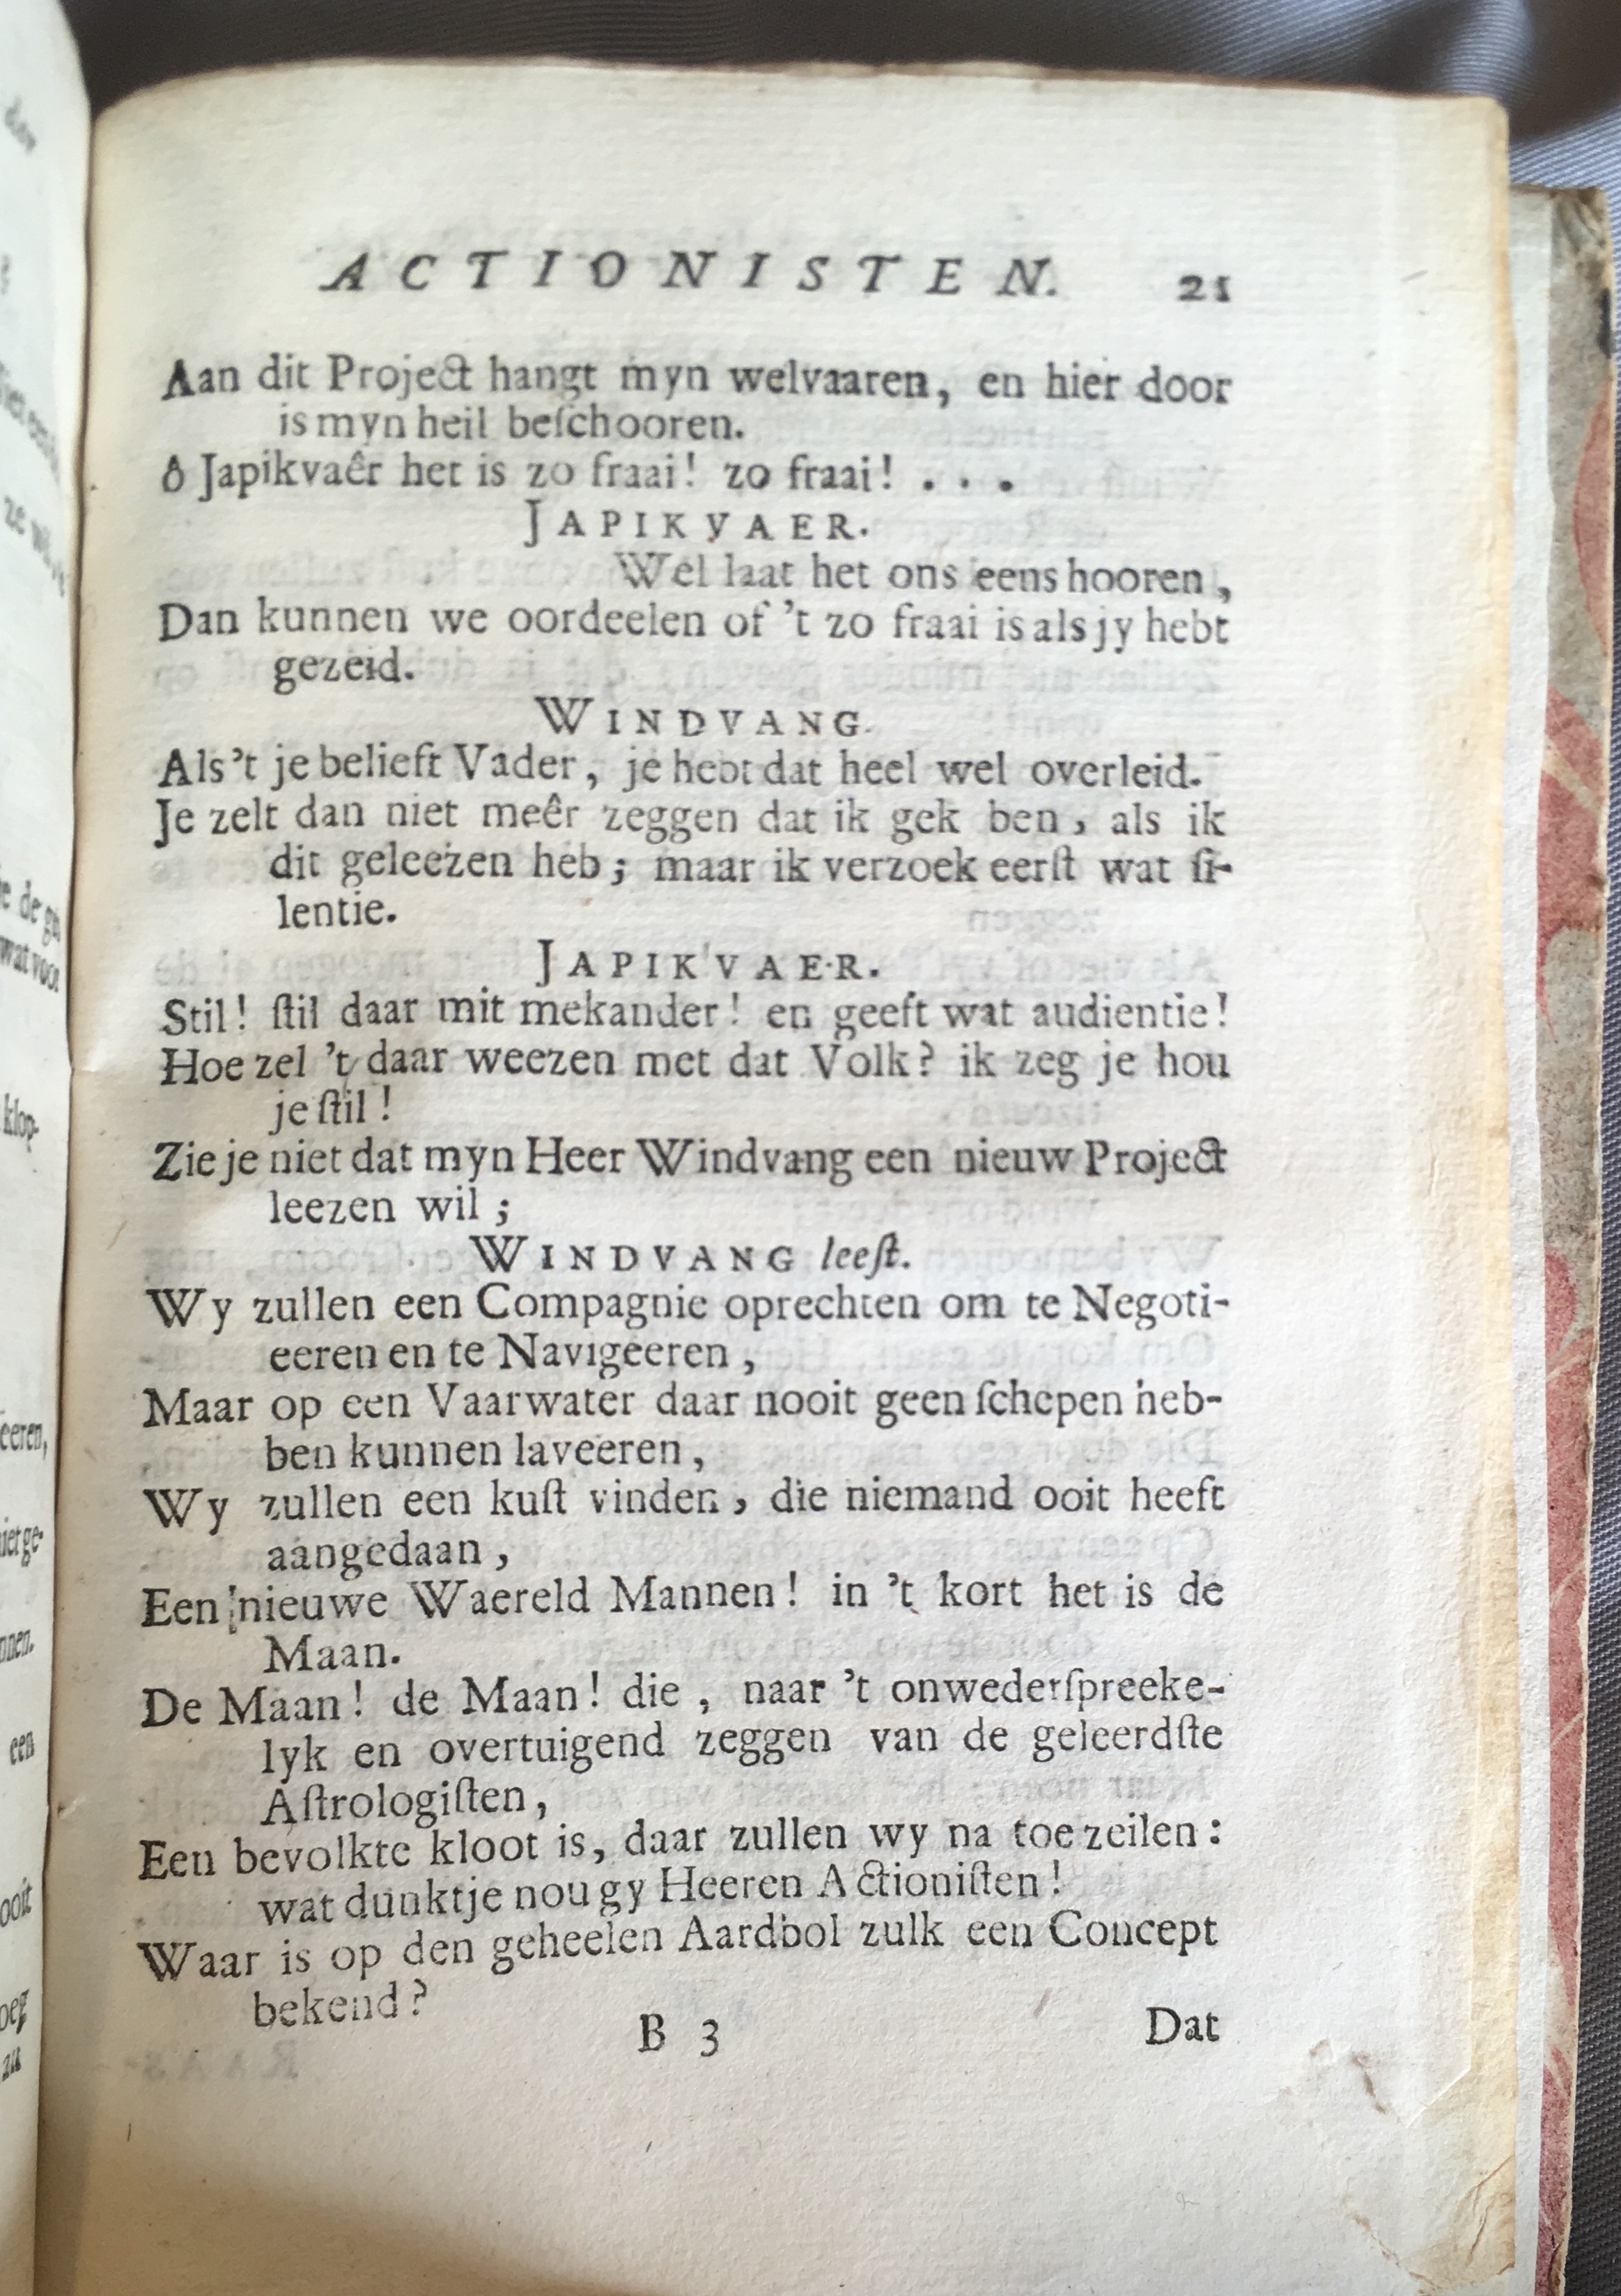 ACTIONISTEN. 21
Aan dit Project hangt myn welvaaren, en hier door
is myn heil beſchooren.
ô Japikvaêr het is zo fraai! zo fraai! . . .
JAPIKVAER.
Wel laat het ons eens hooren,
Dan kunnen we oordeelen of 't zo fraai is als jy hebt
gezeid.
WINDVANG.
Als 't je belieft Vader, je hebt dat heel wel overleid.
Je zelt dan niet meêr zeggen dat ik gek ben, als ik
dit geleezen heb; maar ik verzoek eerſt wat ſi-
lentie.
JAPIKVAER.
Stil! ſtil daar mit mekander! en geeft wat audientie!
Hoe zel 't daar weezen met dat Volk? ik zeg je hou
je ſtil!
Zie je niet dat myn Heer Windvang een nieuw Project
leezen wil;
WINDVANG leeſt.
Wy zullen een Compagnie oprechten om te Negoti-
eeren en te Navigeeren,
Maar op een Vaarwater daar nooit geen ſchepen heb-
ben kunnen laveeren,
Wy zullen een kuſt vinden, die niemand ooit heeft
aangedaan,
Een nieuwe Waereld Mannen! in 't kort het is de
Maan.
De Maan! de Maan! die, naar 't onwederſpreeke-
lyk en overtuigend zeggen van de geleerdſte
Aſtrologiſten,
Een bevolkte kloot is, daar zullen wy na toe zeilen:
wat dunktje nou gy Heeren Actioniſten!
Waar is op den geheelen Aardbol zulk een Concept
bekend?
B 3 Dat